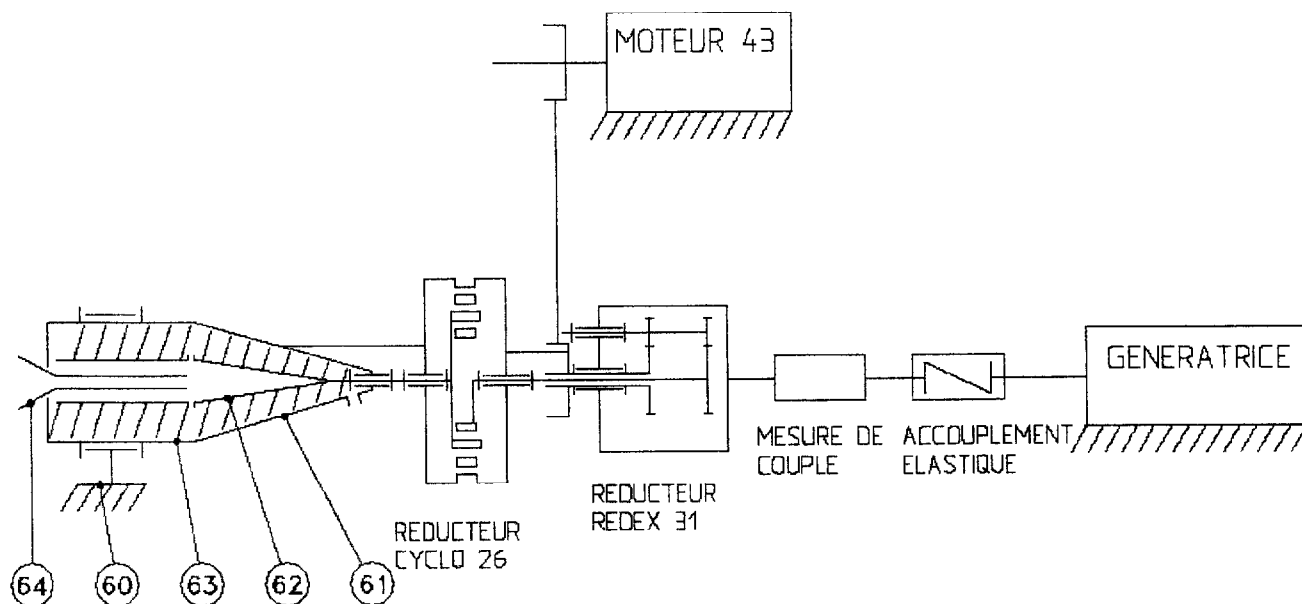 MOTEUR 43
GENERATRICE
MESURE DE
COUPLE
ACCOUPLEMENT
ELASTIQUE
REDUCTEUR
REDEX 31
REDUCTEUR
CYCLO 26
64
60
63
62
61